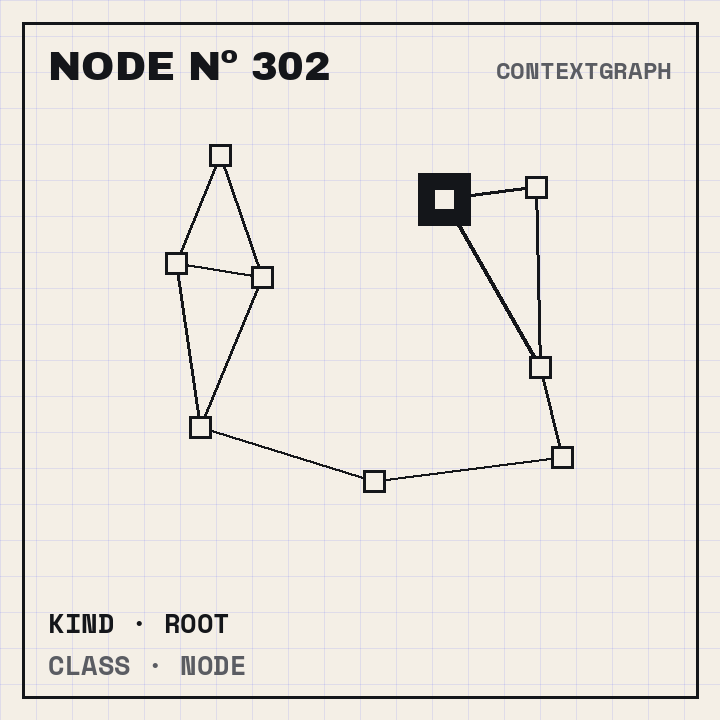 NODE Nº 302
CONTEXTGRAPH
KIND · ROOT
CLASS · NODE